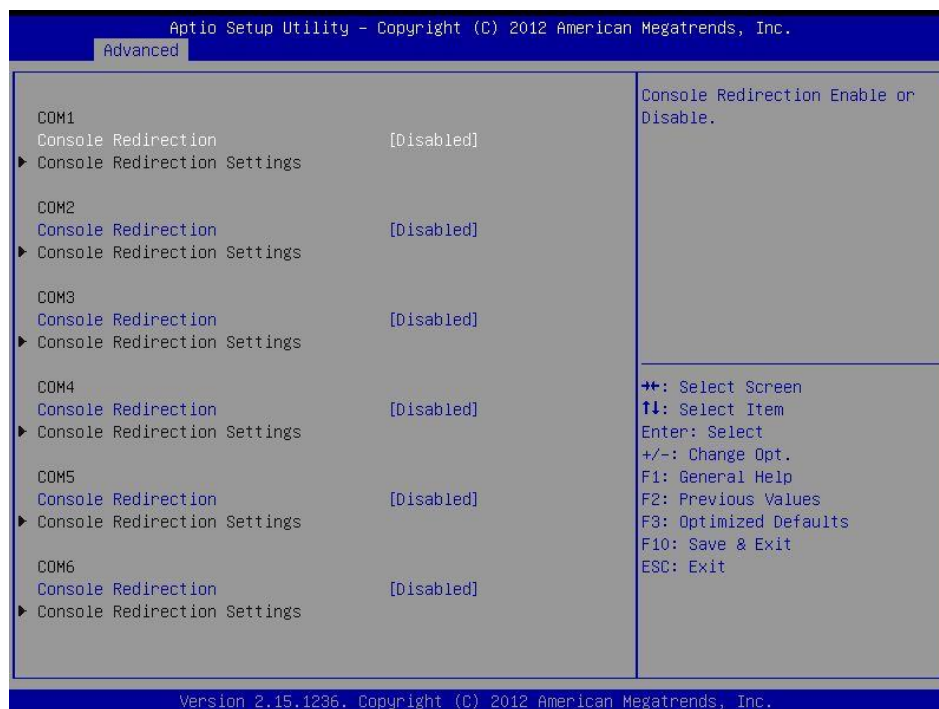 Aptio Setup Utility – Copyright (C) 2012 American Megatrends, Inc.
Advanced
COM1
Console Redirection [Disabled]
▶ Console Redirection Settings
COM2
Console Redirection [Disabled]
▶ Console Redirection Settings
COM3
Console Redirection [Disabled]
▶ Console Redirection Settings
COM4
Console Redirection [Disabled]
▶ Console Redirection Settings
COM5
Console Redirection [Disabled]
▶ Console Redirection Settings
COM6
Console Redirection [Disabled]
▶ Console Redirection Settings
Console Redirection Enable or
Disable.
→←: Select Screen
↑↓: Select Item
Enter: Select
+/-: Change Opt.
F1: General Help
F2: Previous Values
F3: Optimized Defaults
F10: Save & Exit
ESC: Exit
Version 2.15.1236. Copyright (C) 2012 American Megatrends, Inc.